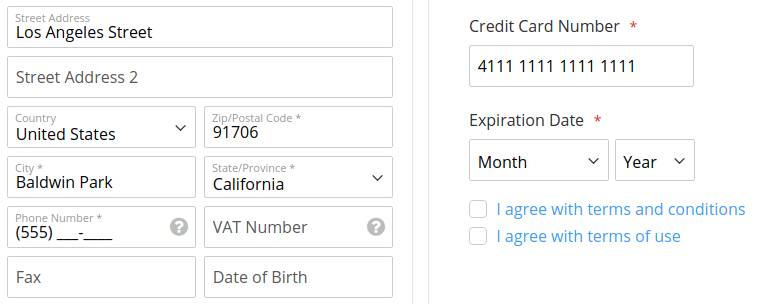 Street Address
Los Angeles Street
Street Address 2
Country
United States
Zip/Postal Code *
91706
City *
Baldwin Park
State/Province *
California
Phone Number *
(555) ___-____
?
VAT Number
?
Fax
Date of Birth
Credit Card Number *
4111 1111 1111 1111
Expiration Date *
Month
Year
I agree with terms and conditions
I agree with terms of use